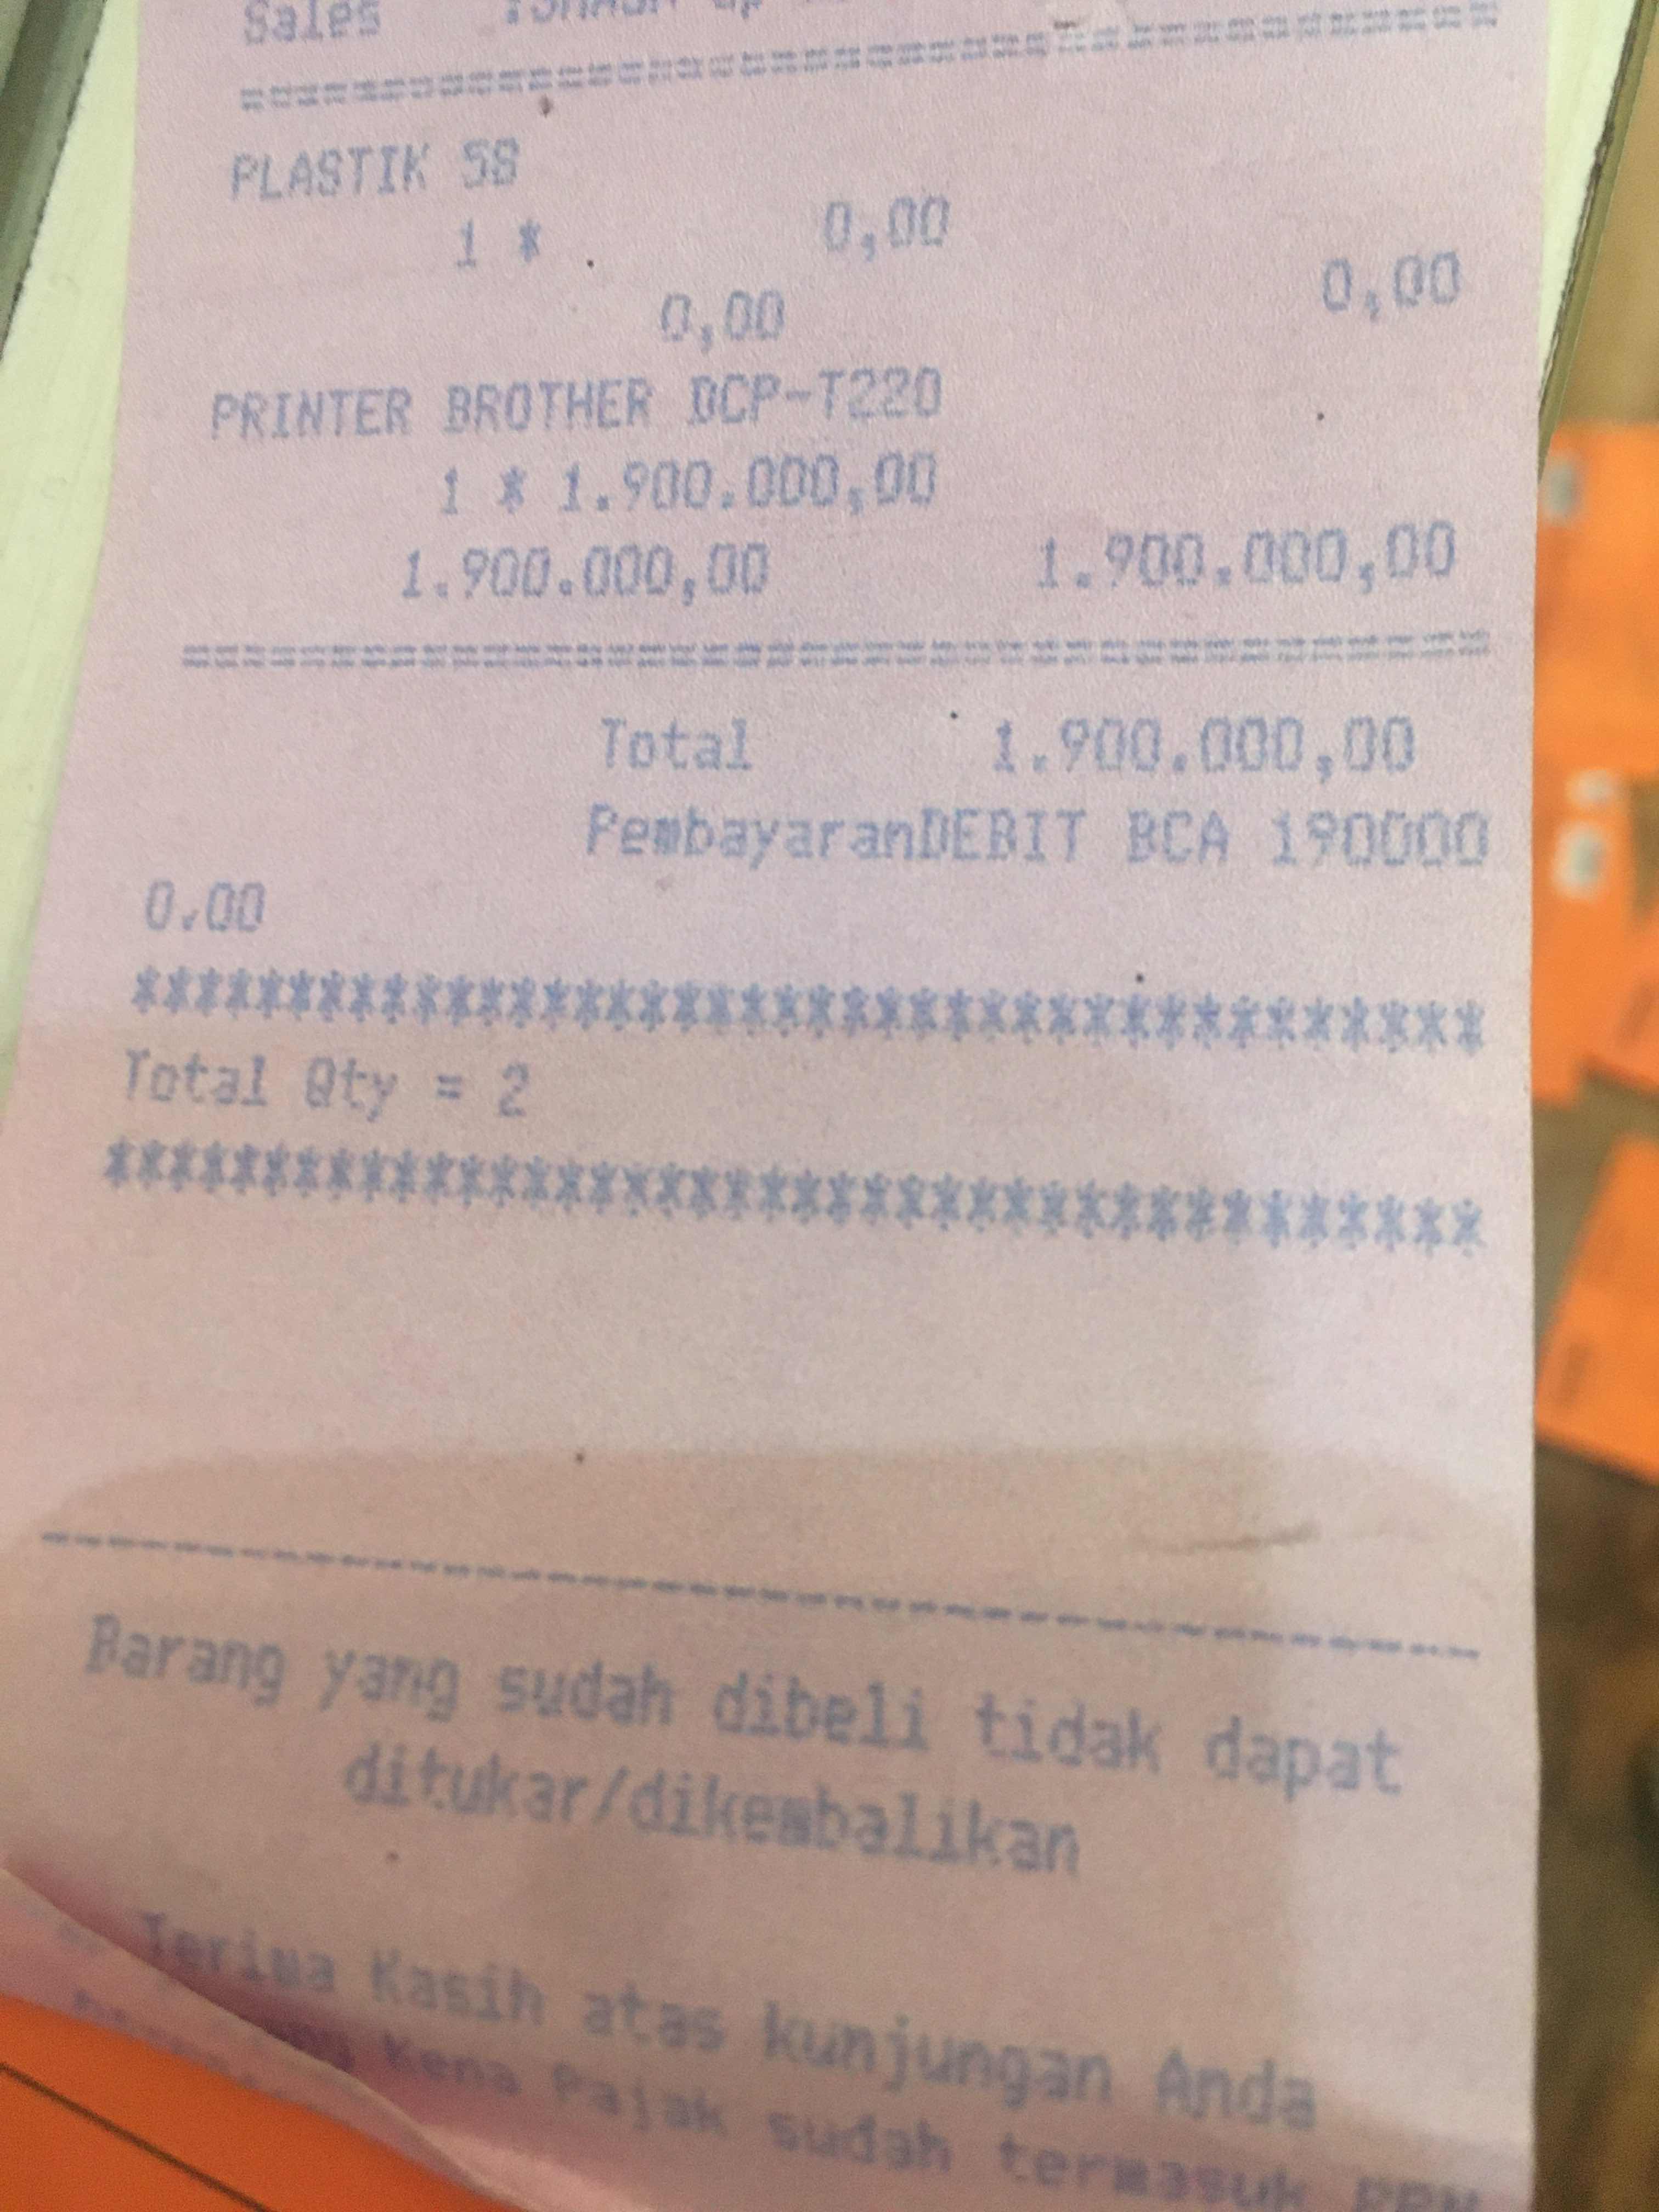 Sales
PLASTIK 58
1 * 0,00
0,00 0,00
PRINTER BROTHER DCP-T220
1 * 1.900.000,00
1.900.000,00 1.900.000,00
Total 1.900.000,00
PembayaranDEBIT BCA 190000
0.00
************************************
Total Qty = 2
************************************
Barang yang sudah dibeli tidak dapat
ditukar/dikembalikan
Terima Kasih atas kunjungan Anda
Kena Pajak sudah termasuk PPN